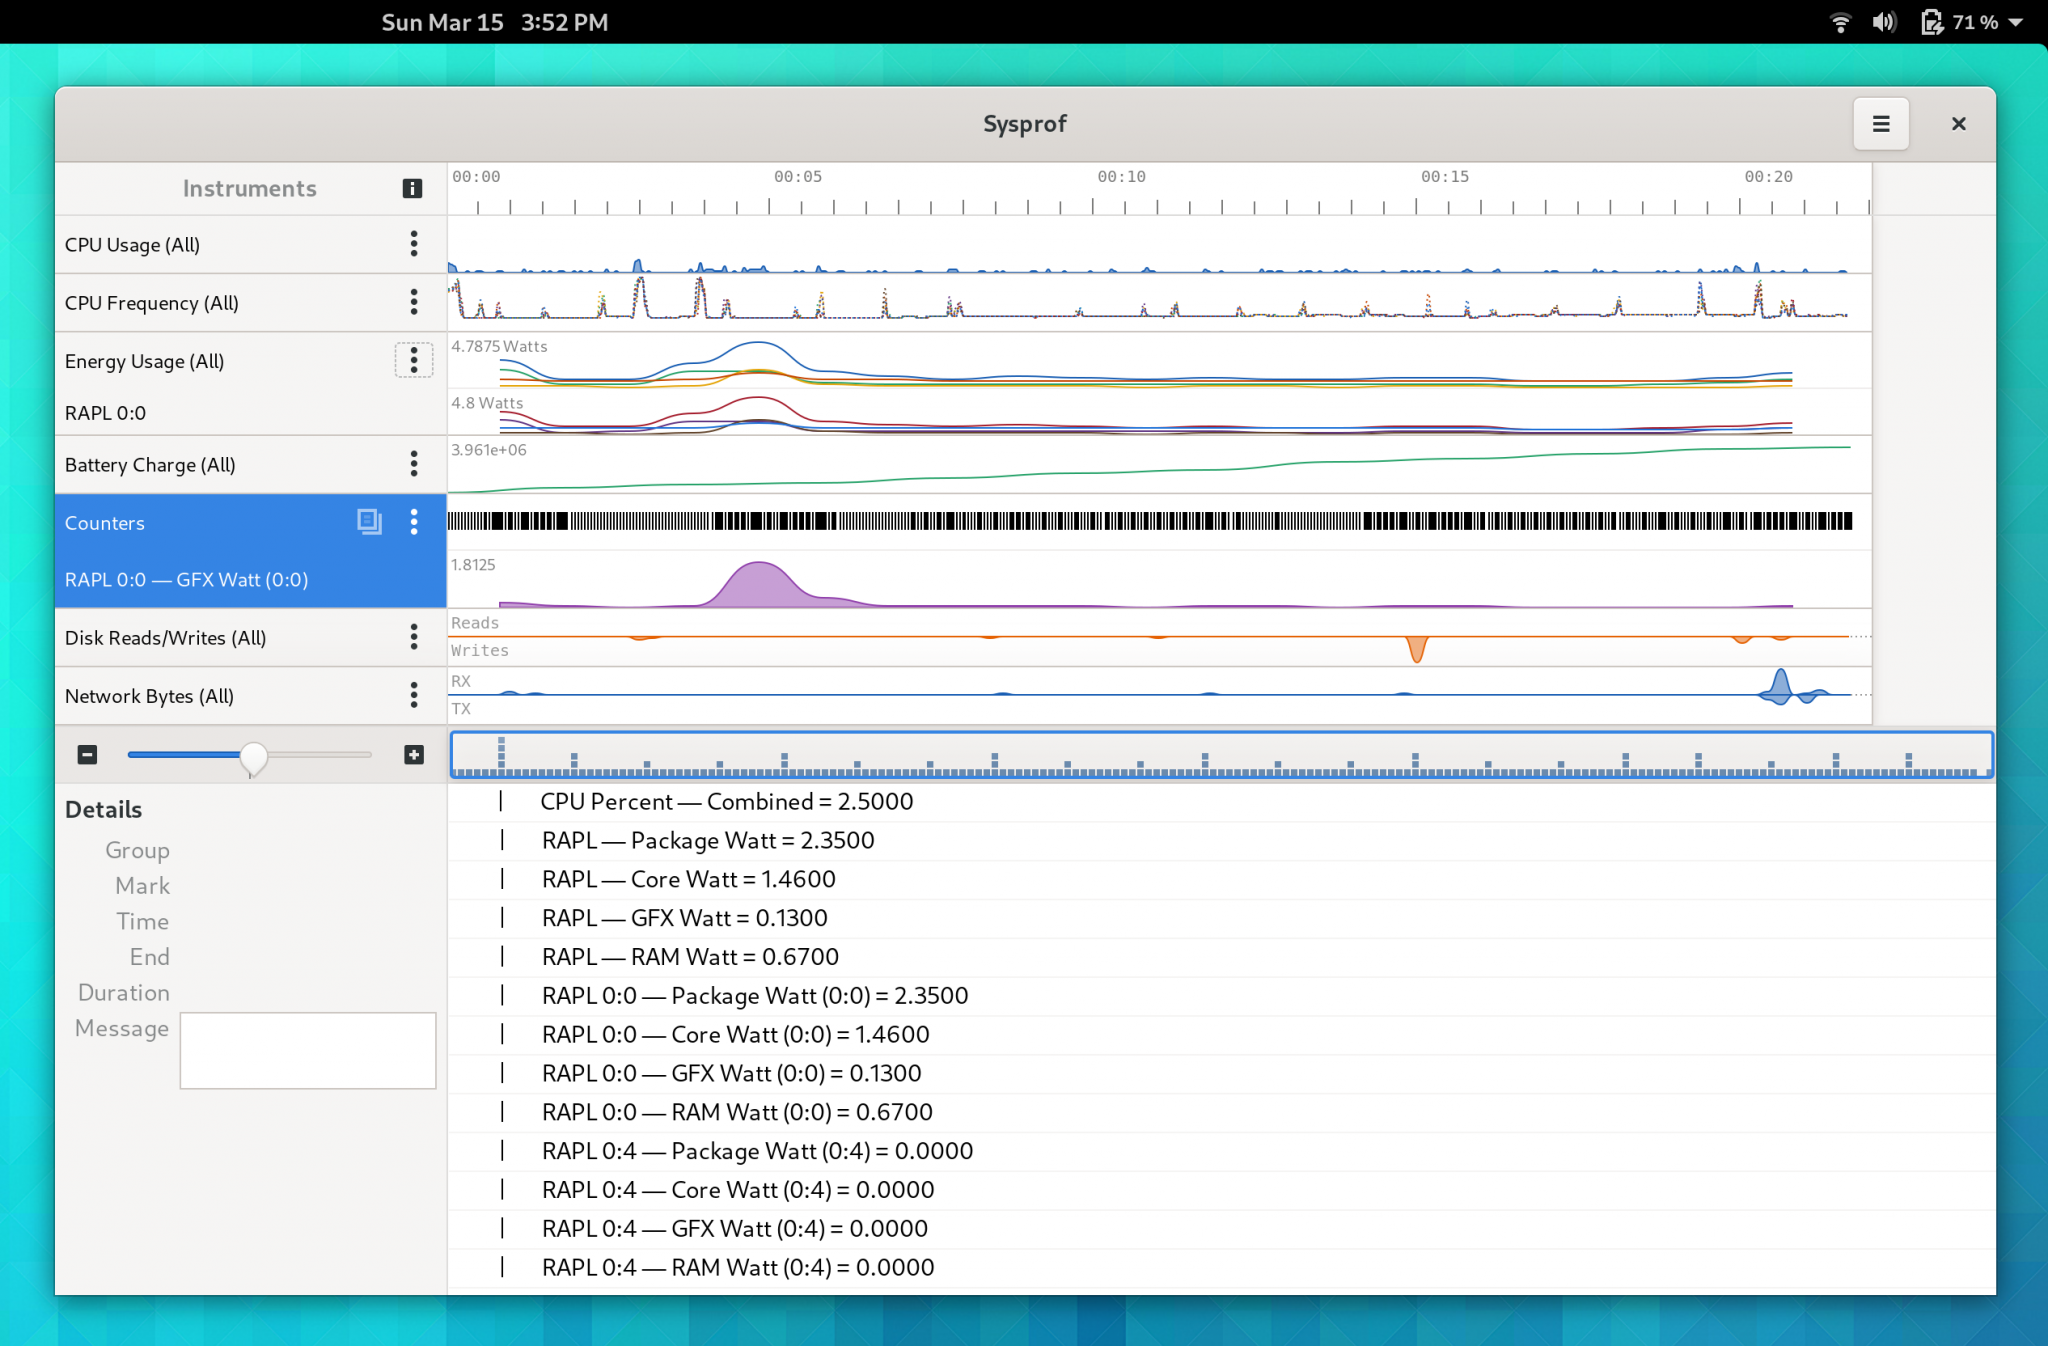 Sun Mar 15 3:52 PM
71 %
Sysprof
Instruments
00:00 00:05 00:10 00:15 00:20
CPU Usage (All)
CPU Frequency (All)
Energy Usage (All)
4.7875 Watts
RAPL 0:0
4.8 Watts
Battery Charge (All)
3.961e+06
Counters
RAPL 0:0 — GFX Watt (0:0)
1.8125
Disk Reads/Writes (All)
Reads
Writes
Network Bytes (All)
RX
TX
Details
Group
Mark
Time
End
Duration
Message
CPU Percent — Combined = 2.5000
RAPL — Package Watt = 2.3500
RAPL — Core Watt = 1.4600
RAPL — GFX Watt = 0.1300
RAPL — RAM Watt = 0.6700
RAPL 0:0 — Package Watt (0:0) = 2.3500
RAPL 0:0 — Core Watt (0:0) = 1.4600
RAPL 0:0 — GFX Watt (0:0) = 0.1300
RAPL 0:0 — RAM Watt (0:0) = 0.6700
RAPL 0:4 — Package Watt (0:4) = 0.0000
RAPL 0:4 — Core Watt (0:4) = 0.0000
RAPL 0:4 — GFX Watt (0:4) = 0.0000
RAPL 0:4 — RAM Watt (0:4) = 0.0000